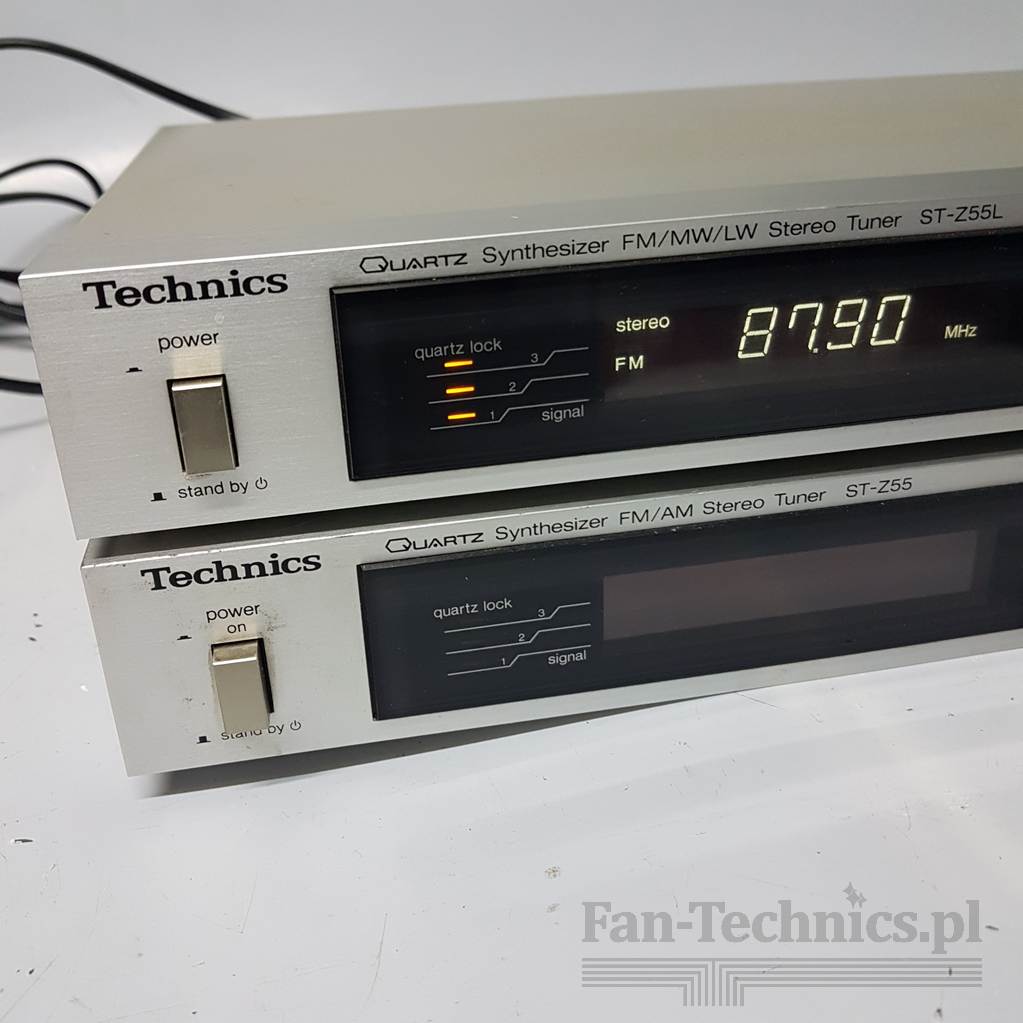 QUARTZ Synthesizer FM/MW/LW Stereo Tuner ST-Z55L
Technics
power
stand by
quartz lock
3
2
1
signal
stereo
FM
87.90
MHz
QUARTZ Synthesizer FM/AM Stereo Tuner ST-Z55
Technics
power
on
stand by
quartz lock
3
2
1
signal
Fan-Technics.pl